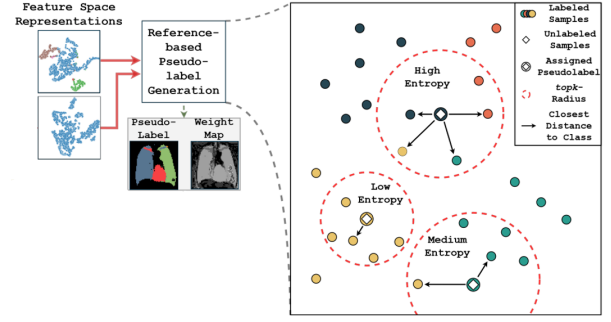 Feature Space
Representations
Reference-
based
Pseudo-
label
Generation
Pseudo-
Label
Weight
Map
High
Entropy
Low
Entropy
Medium
Entropy
Labeled
Samples
Unlabeled
Samples
Assigned
Pseudolabel
topk-
Radius
Closest
Distance
to Class